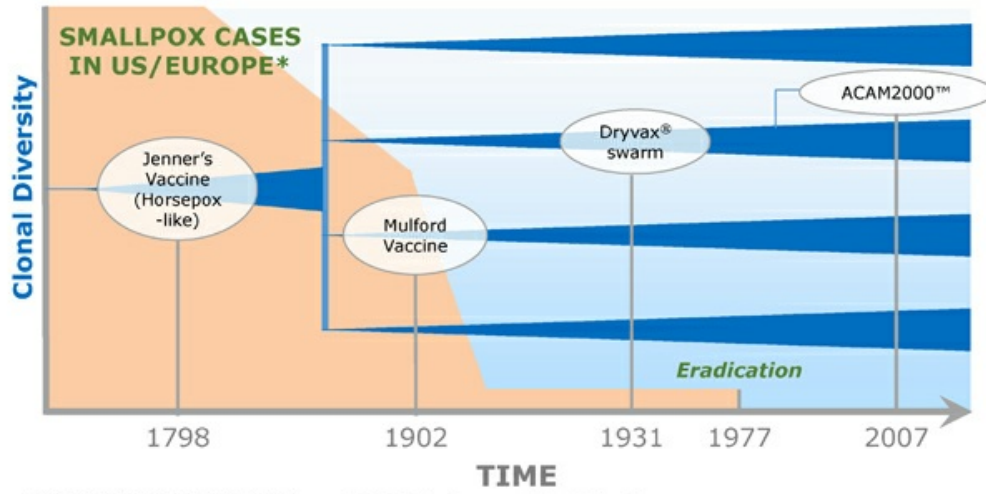 SMALLPOX CASES
IN US/EUROPE*
ACAM2000™
Dryvax®
swarm
Jenner's
Vaccine
(Horsepox
-like)
Mulford
Vaccine
Clonal Diversity
Eradication
1798
1902
1931
1977
2007
TIME